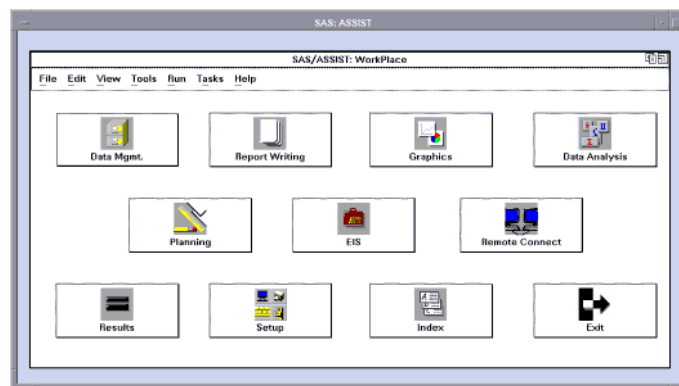 SAS: ASSIST
SAS/ASSIST: WorkPlace
File Edit View Tools Run Tasks Help
Data Mgmt. Report Writing Graphics Data Analysis
Planning EIS Remote Connect
Results Setup Index Exit